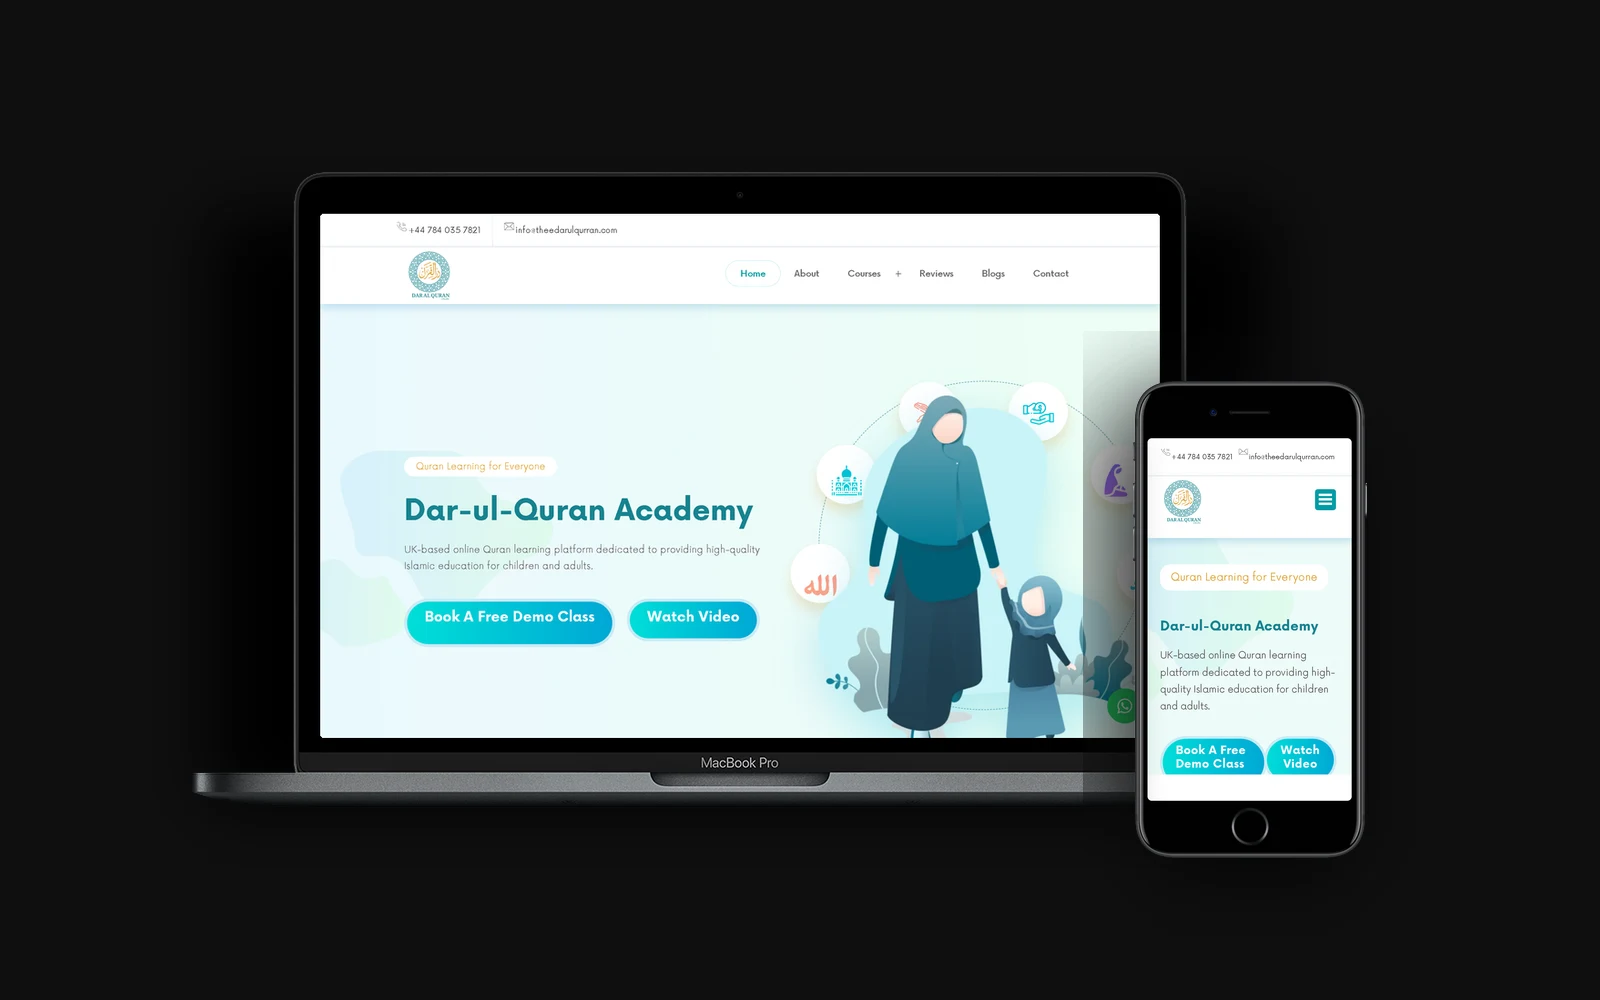 +44 784 035 7821
info@theedarulqurran.com
DAR AL QURAN
Home
About
Courses +
Reviews
Blogs
Contact
Quran Learning for Everyone
Dar-ul-Quran Academy
UK-based online Quran learning platform dedicated to providing high-quality
Islamic education for children and adults.
Book A Free Demo Class
Watch Video
الله
MacBook Pro
+44 784 035 7821
info@theedarulqurran.com
DAR AL QURAN
Quran Learning for Everyone
Dar-ul-Quran Academy
UK-based online Quran learning
platform dedicated to providing high-
quality Islamic education for children
and adults.
Book A Free
Demo Class
Watch
Video